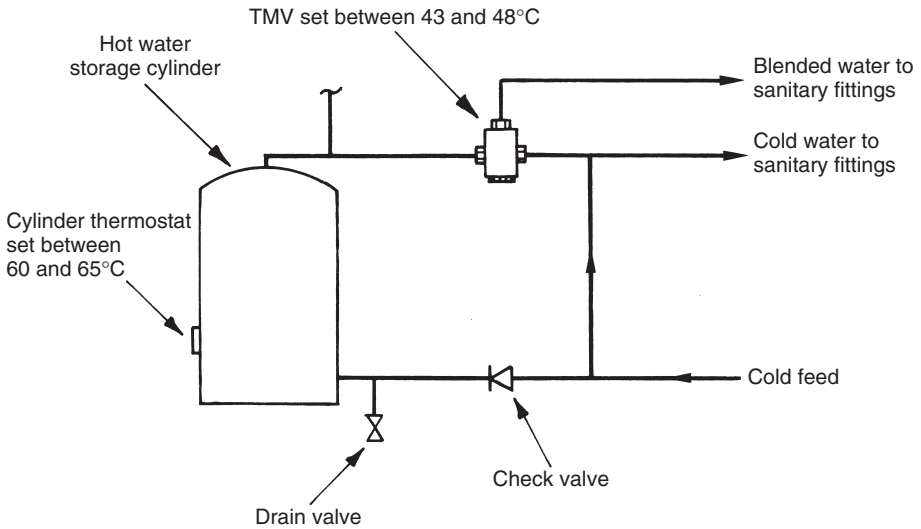 TMV set between 43 and 48°C
Hot water
storage cylinder
Blended water to
sanitary fittings
Cold water to
sanitary fittings
Cylinder thermostat
set between
60 and 65°C
Cold feed
Check valve
Drain valve